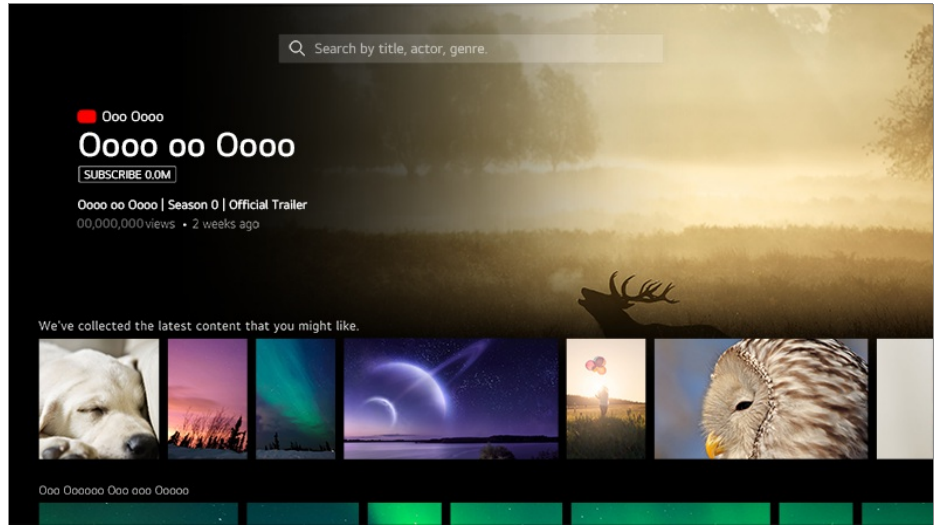 Search by title, actor, genre.
Ooo Oooo
Oooo oo Oooo
SUBSCRIBE 0.0M
Oooo oo Oooo | Season 0 | Official Trailer
00,000,000 views • 2 weeks ago
We've collected the latest content that you might like.
Ooo Oooooo Ooo ooo Ooooo